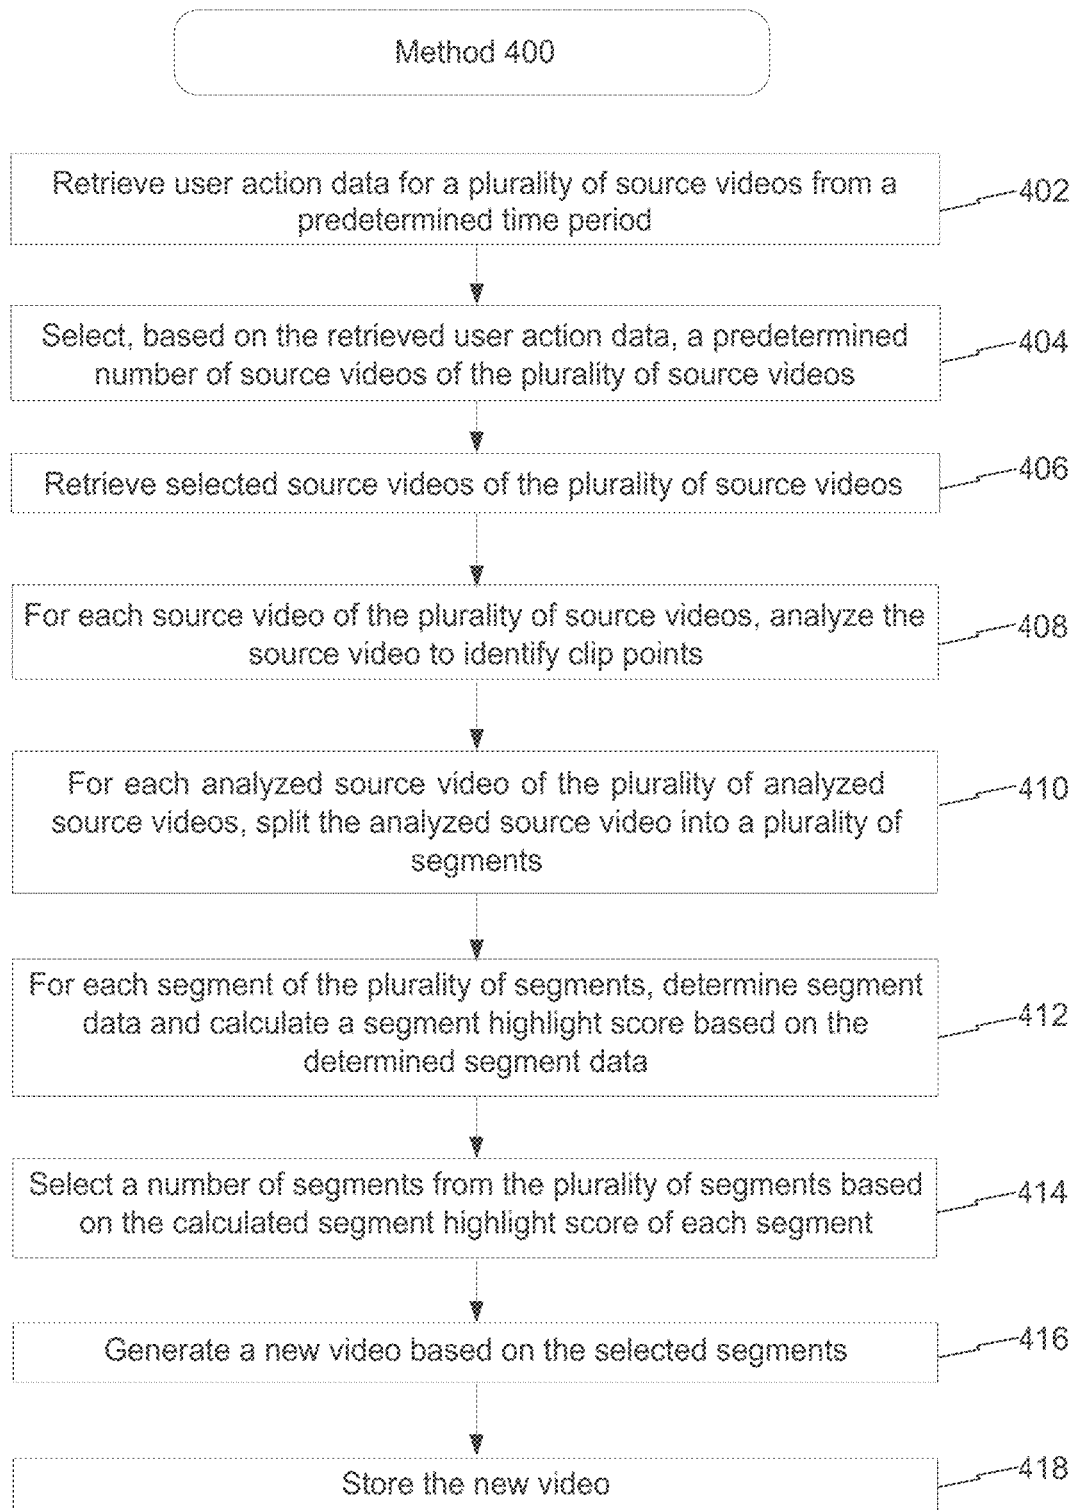 Method 400
Retrieve user action data for a plurality of source videos from a
predetermined time period
402
Select, based on the retrieved user action data, a predetermined
number of source videos of the plurality of source videos
404
Retrieve selected source videos of the plurality of source videos
406
For each source video of the plurality of source videos, analyze the
source video to identify clip points
408
For each analyzed source video of the plurality of analyzed
source videos, split the analyzed source video into a plurality of
segments
410
For each segment of the plurality of segments, determine segment
data and calculate a segment highlight score based on the
determined segment data
412
Select a number of segments from the plurality of segments based
on the calculated segment highlight score of each segment
414
Generate a new video based on the selected segments
416
Store the new video
418